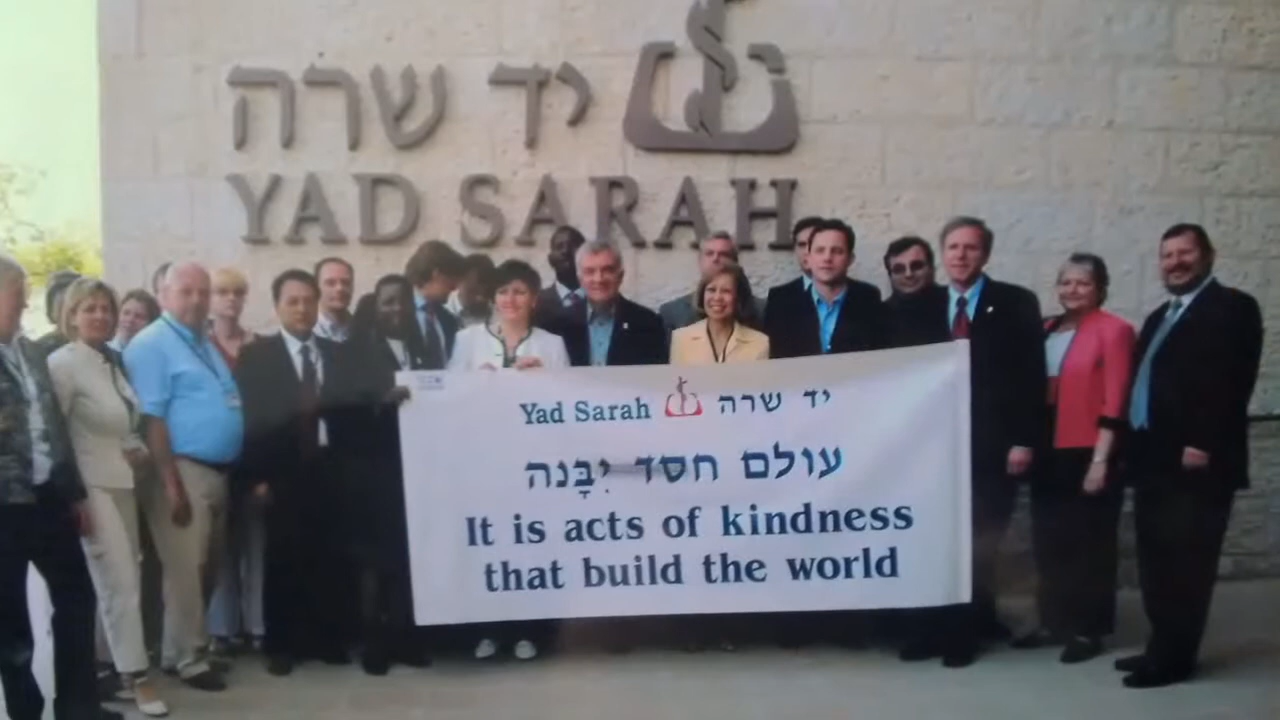 יד שרה
YAD SARAH
Yad Sarah יד שרה
עולם חסד יִבָּנה
It is acts of kindness
that build the world